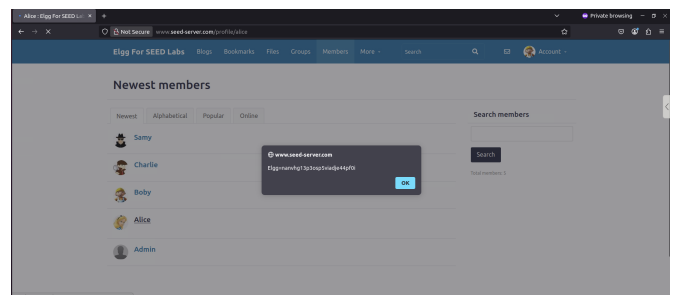 Alice : Elgg For SEED La
Private browsing
Not Secure www.seed-server.com/profile/alice
Elgg For SEED Labs Blogs Bookmarks Files Groups Members More Search Account
Newest members
Newest Alphabetical Popular Online
Search members
Samy
Charlie
Boby
Alice
Admin
www.seed-server.com
OK
Search
Total members: 5